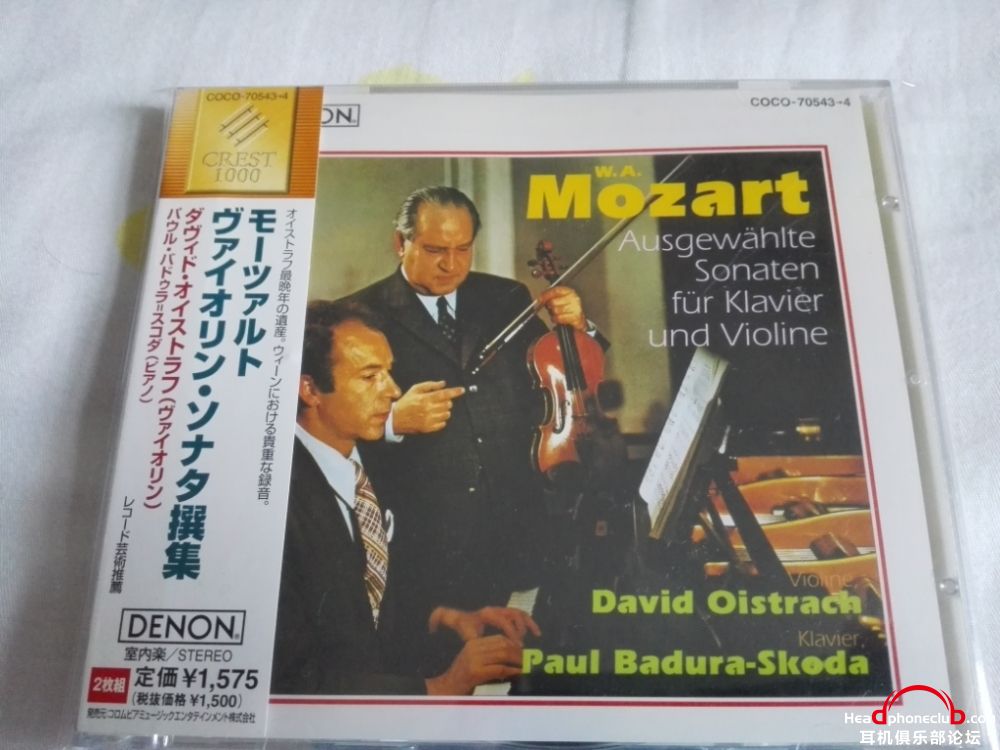 COCO-70543→4
CREST
1000
オイストラフ最晩年の遺産。ウィーンにおける貴重な録音。
モーツァルト
ヴァイオリン・ソナタ撰集
ダヴィド・オイストラフ(ヴァイオリン)
パウル・バドゥラ=スコダ(ピアノ)
レコード芸術推薦
DENON
室内楽/STEREO
2枚組
定価¥1,575
(税抜価格¥1,500)
発売元:コロムビアミュージックエンタテインメント株式会社
COCO-70543→4
W. A.
Mozart
Ausgewählte
Sonaten
für Klavier
und Violine
Violine,
David Oistrach
Klavier,
Paul Badura-Skoda
Headphoneclub.com
耳机俱乐部论坛